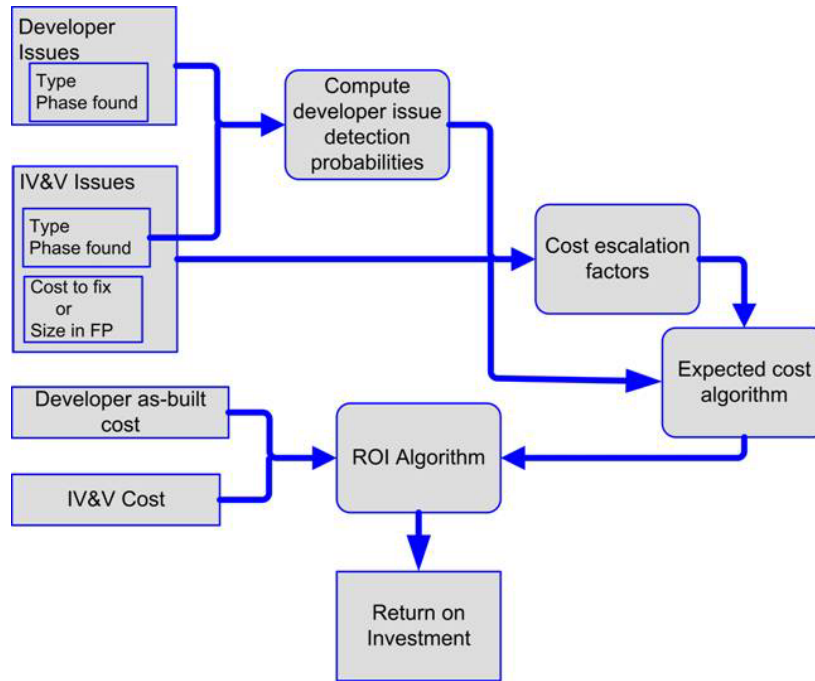 Developer
Issues
Type
Phase found
Compute
developer issue
detection
probabilities
IV&V Issues
Type
Phase found
Cost to fix
or
Size in FP
Cost escalation
factors
Expected cost
algorithm
Developer as-built
cost
ROI Algorithm
IV&V Cost
Return on
Investment